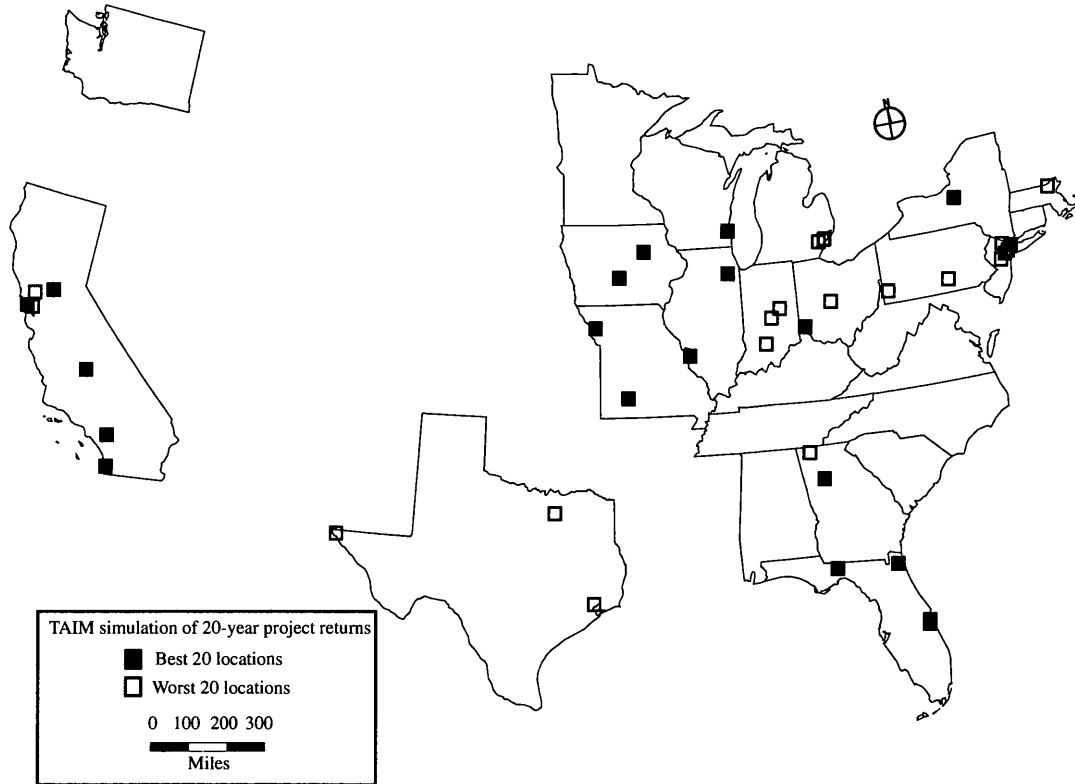 N
TAIM simulation of 20-year project returns
Best 20 locations
Worst 20 locations
0 100 200 300
Miles